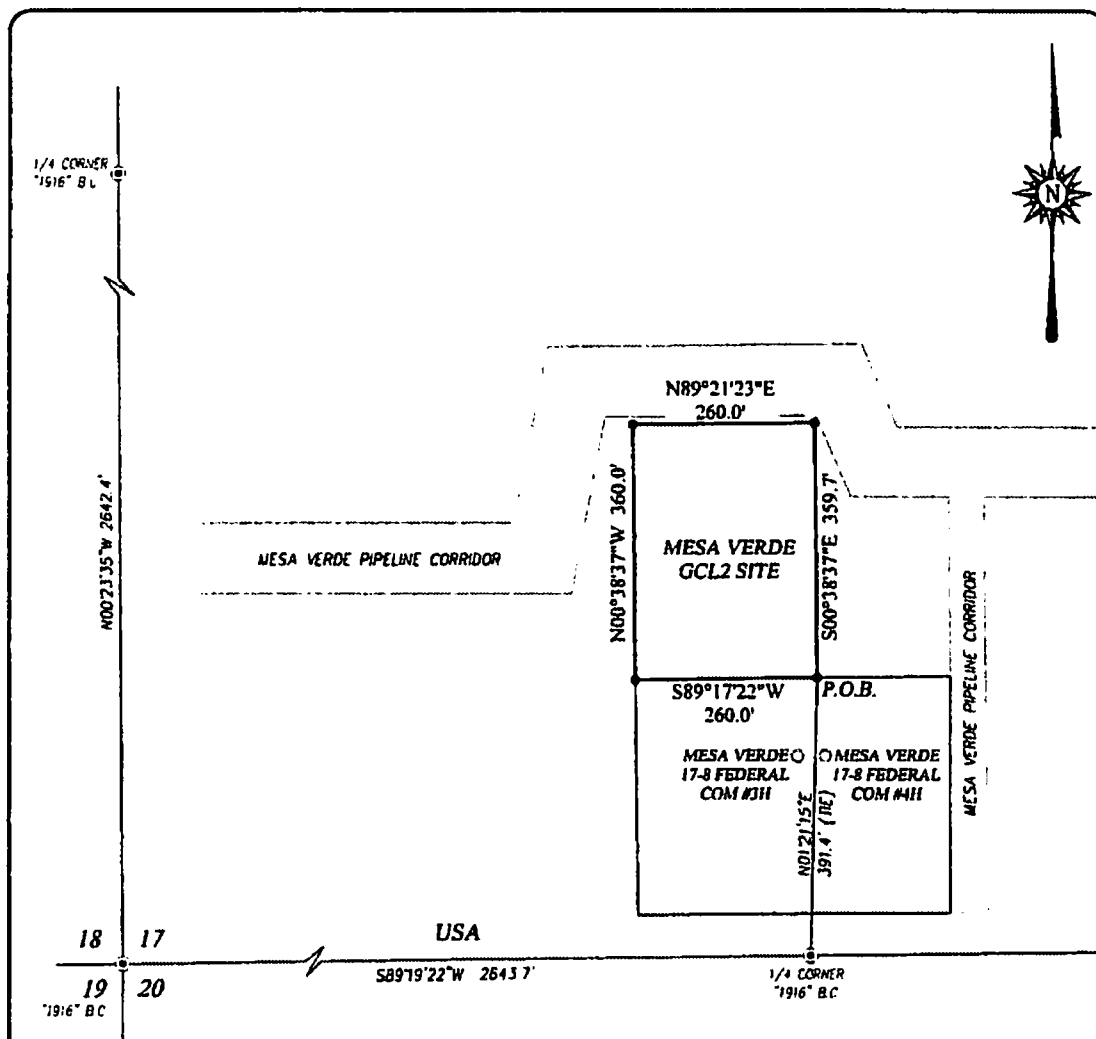 N
1/4 CORNER
"1916" B.C.
N89°21'23"E
260.0'
N00°23'35"W 2642.4'
N00°38'37"W 360.0'
S00°38'37"E 359.7'
MESA VERDE
GCL2 SITE
MESA VERDE PIPELINE CORRIDOR
MESA VERDE PIPELINE CORRIDOR
S89°17'22"W
260.0'
P.O.B.
MESA VERDE
17-8 FEDERAL
COM #3H
MESA VERDE
17-8 FEDERAL
COM #4H
N01°21'15"E
391.4' (TIE)
18 17
USA
S89°19'22"W 2643.7'
19 20
"1916" B.C.
1/4 CORNER
"1916" B.C.